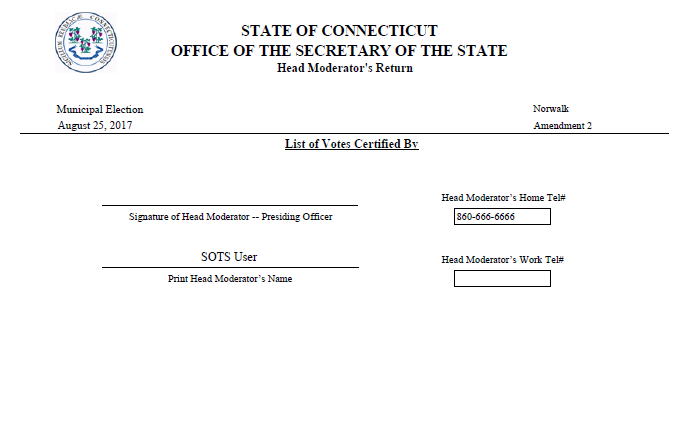 STATE OF CONNECTICUT
OFFICE OF THE SECRETARY OF THE STATE
Head Moderator's Return
Municipal Election
Norwalk
August 25, 2017
Amendment 2
List of Votes Certified By
Head Moderator's Home Tel#
860-666-6666
Signature of Head Moderator -- Presiding Officer
SOTS User
Head Moderator's Work Tel#
Print Head Moderator's Name